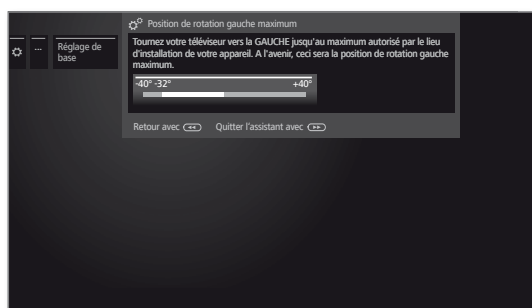 Position de rotation gauche maximum
...
Réglage de
base
Tournez votre téléviseur vers la GAUCHE jusqu'au maximum autorisé par le lieu
d'installation de votre appareil. A l'avenir, ceci sera la position de rotation gauche
maximum.
-40° -32° +40°
Retour avec Quitter l'assistant avec